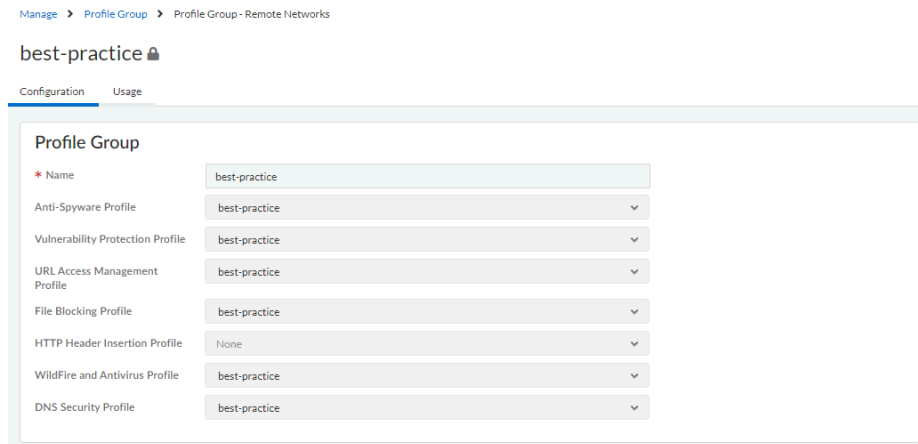 Manage > Profile Group > Profile Group - Remote Networks
best-practice
Configuration Usage
Profile Group
* Name best-practice
Anti-Spyware Profile best-practice
Vulnerability Protection Profile best-practice
URL Access Management
Profile best-practice
File Blocking Profile best-practice
HTTP Header Insertion Profile None
WildFire and Antivirus Profile best-practice
DNS Security Profile best-practice